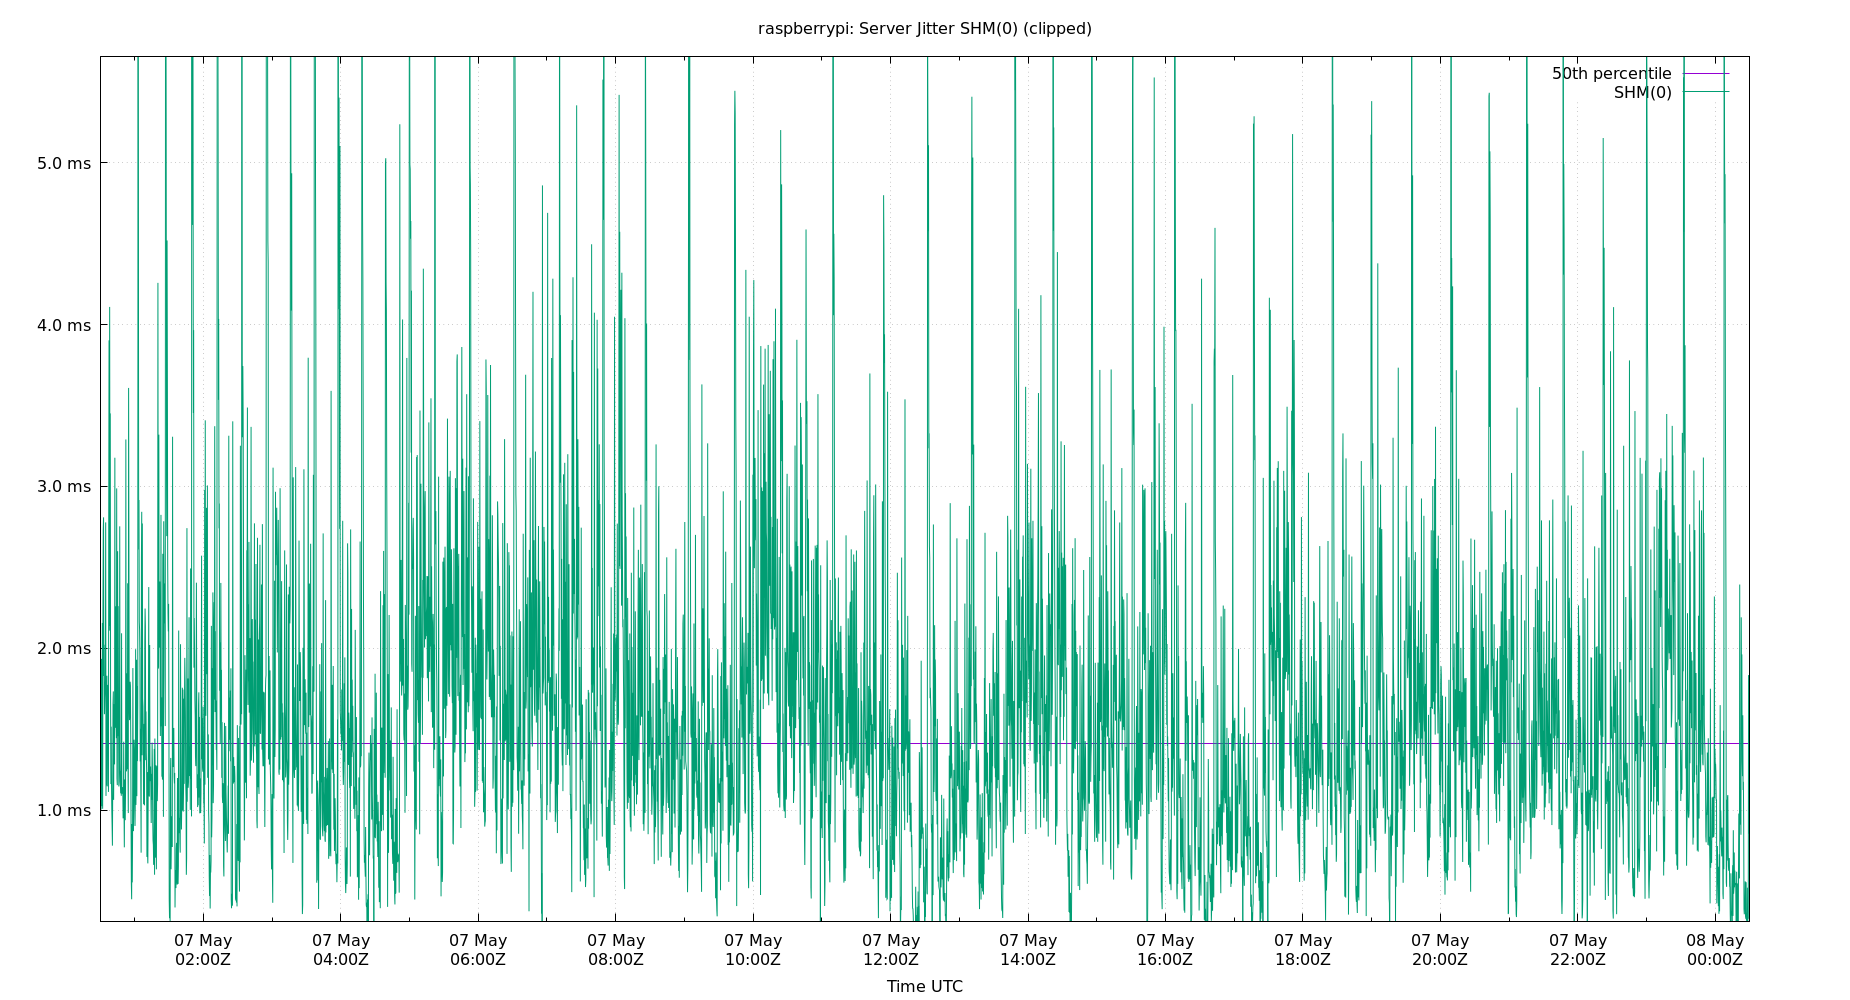 raspberrypi: Server Jitter SHM(0) (clipped)
50th percentile
SHM(0)
5.0 ms
4.0 ms
3.0 ms
2.0 ms
1.0 ms
07 May 07 May 07 May 07 May 07 May 07 May 07 May 07 May 07 May 07 May 07 May 08 May
02:00Z 04:00Z 06:00Z 08:00Z 10:00Z 12:00Z 14:00Z 16:00Z 18:00Z 20:00Z 22:00Z 00:00Z
Time UTC